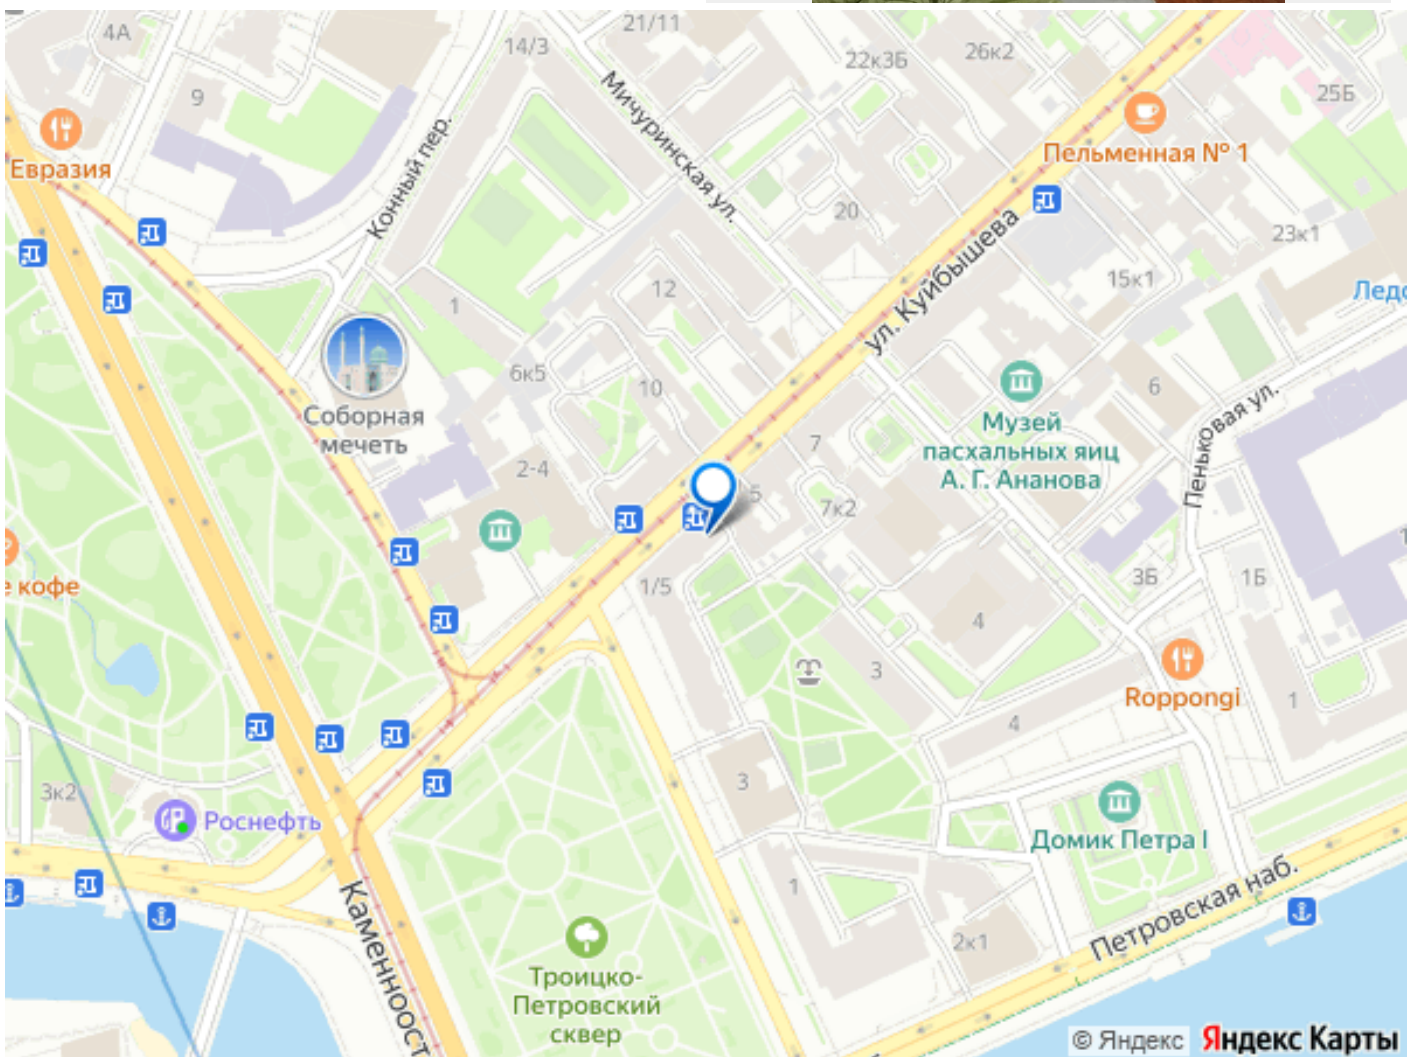 4А
21/11
14/3
22к3Б
26к2
25Б
9
Евразия
Конный пер.
Мичуринская ул.
Пельменная № 1
20
23к1
ул. Куйбышева
15к1
12
1
Ледо
Соборная
мечеть
6к5
10
6
Музей
пасхальных яиц
А. Г. Ананова
Пеньковая ул.
7
2-4
5
7к2
1/5
е кофе
3Б
1Б
1
4
3
Roppongi
1
4
3
3к2
Роснефть
Домик Петра I
Каменноост
1
Петровская наб.
2к1
Троицко-
Петровский
сквер
© Яндекс Яндекс Карты